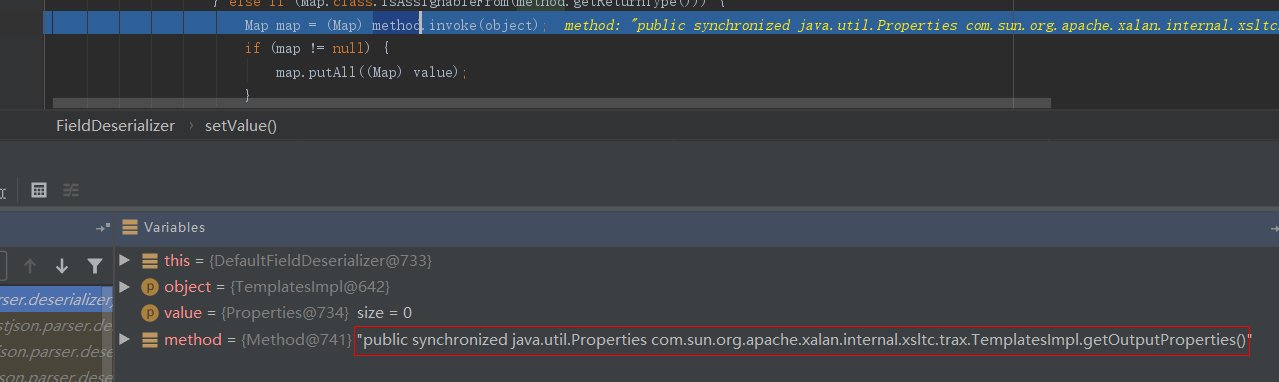 } else if (Map.class.isAssignableFrom(method.getReturnType())) {
Map map = (Map) method.invoke(object); method: "public synchronized java.util.Properties com.sun.org.apache.xalan.internal.xsltc
if (map != null) {
map.putAll((Map) value);
}
FieldDeserializer › setValue()
Variables
this = {DefaultFieldDeserializer@733}
object = {TemplatesImpl@642}
value = {Properties@734} size = 0
method = {Method@741} "public synchronized java.util.Properties com.sun.org.apache.xalan.internal.xsltc.trax.TemplatesImpl.getOutputProperties()"
rser.deserializer,
stjson.parser.de
json.parser.dese
json.parser.dese